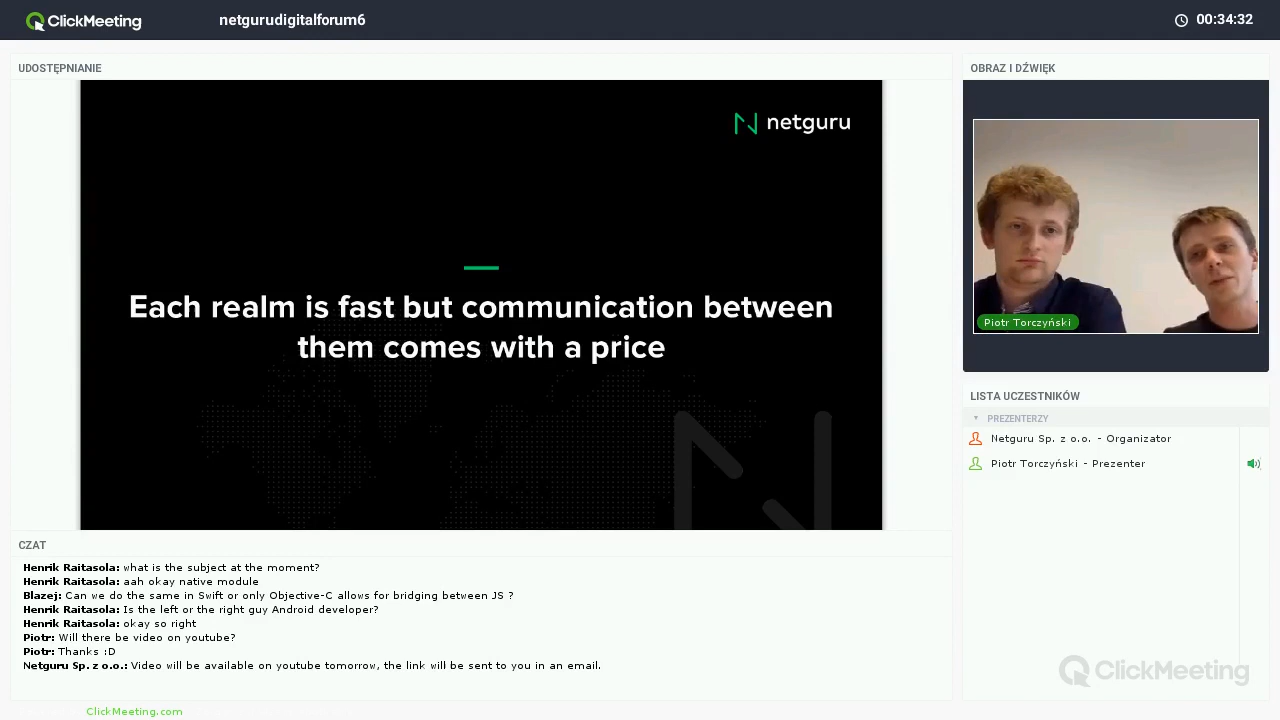 ClickMeeting
netgurudigitalforum6
00:34:32
UDOSTĘPNIANIE
OBRAZ I DŹWIĘK
netguru
Each realm is fast but communication between
them comes with a price
Piotr Torczyński
LISTA UCZESTNIKÓW
PREZENTERZY
Netguru Sp. z o.o. - Organizator
Piotr Torczyński - Prezenter
CZAT
Henrik Raitasola: what is the subject at the moment?
Henrik Raitasola: aah okay native module
Blazej: Can we do the same in Swift or only Objective-C allows for bridging between JS ?
Henrik Raitasola: Is the left or the right guy Android developer?
Henrik Raitasola: okay so right
Piotr: Will there be video on youtube?
Piotr: Thanks :D
Netguru Sp. z o.o.: Video will be available on youtube tomorrow, the link will be sent to you in an email.
ClickMeeting
ClickMeeting.com